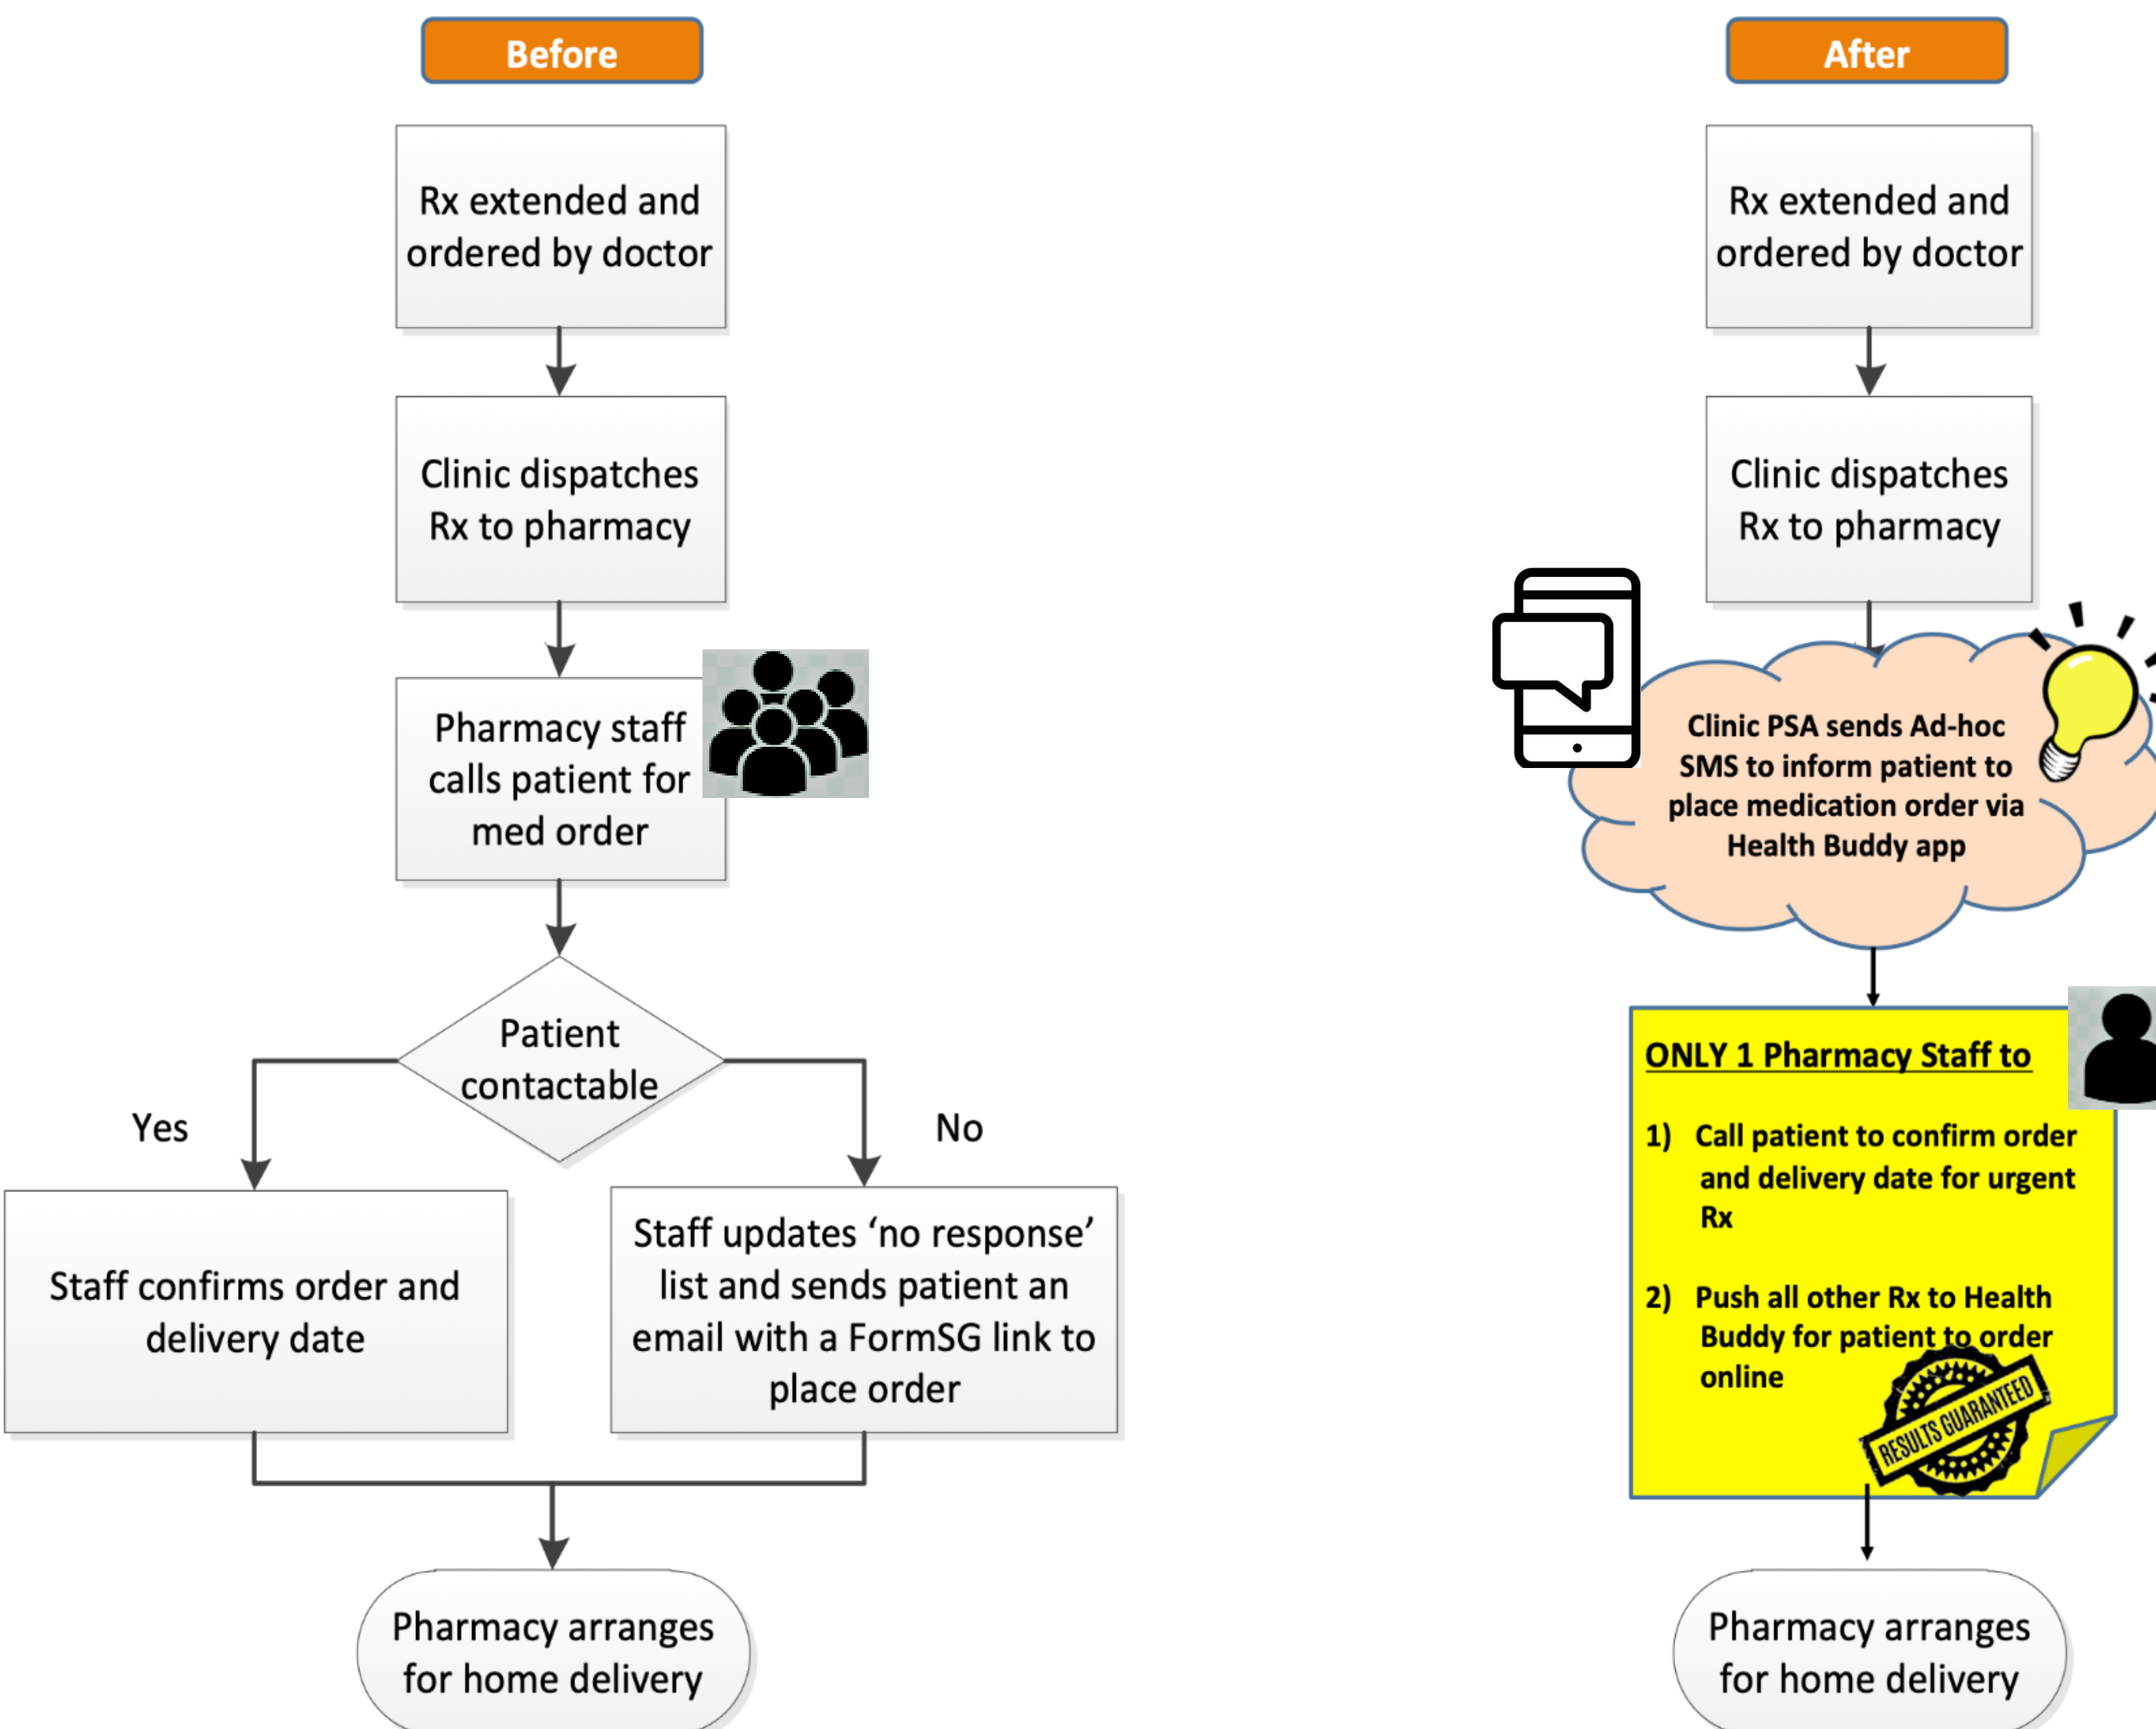 Before
Rx extended and
ordered by doctor
Clinic dispatches
Rx to pharmacy
Pharmacy staff
calls patient for
med order
Patient
contactable
Yes
No
Staff confirms order and
delivery date
Staff updates ‘no response’
list and sends patient an
email with a FormSG link to
place order
Pharmacy arranges
for home delivery
After
Rx extended and
ordered by doctor
Clinic dispatches
Rx to pharmacy
Clinic PSA sends Ad-hoc
SMS to inform patient to
place medication order via
Health Buddy app
ONLY 1 Pharmacy Staff to
1) Call patient to confirm order
and delivery date for urgent
Rx
2) Push all other Rx to Health
Buddy for patient to order
online
RESULTS GUARANTEED
Pharmacy arranges
for home delivery